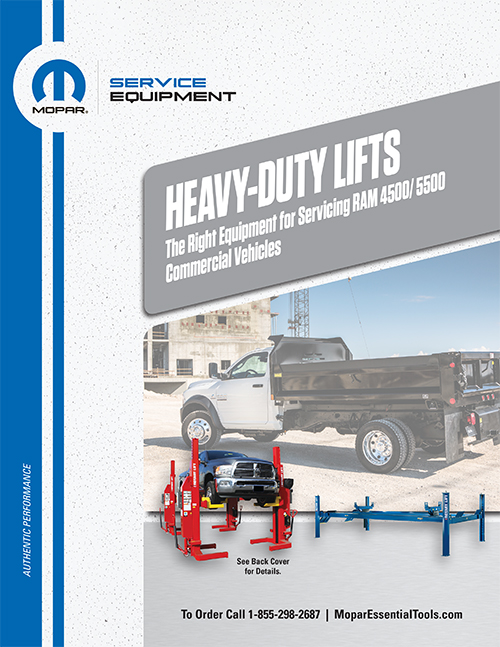 MOPAR®
SERVICE
EQUIPMENT
HEAVY-DUTY LIFTS
The Right Equipment for Servicing RAM 4500/5500
Commercial Vehicles
AUTHENTIC PERFORMANCE
See Back Cover
for Details.
To Order Call 1-855-298-2687 | MoparEssentialTools.com